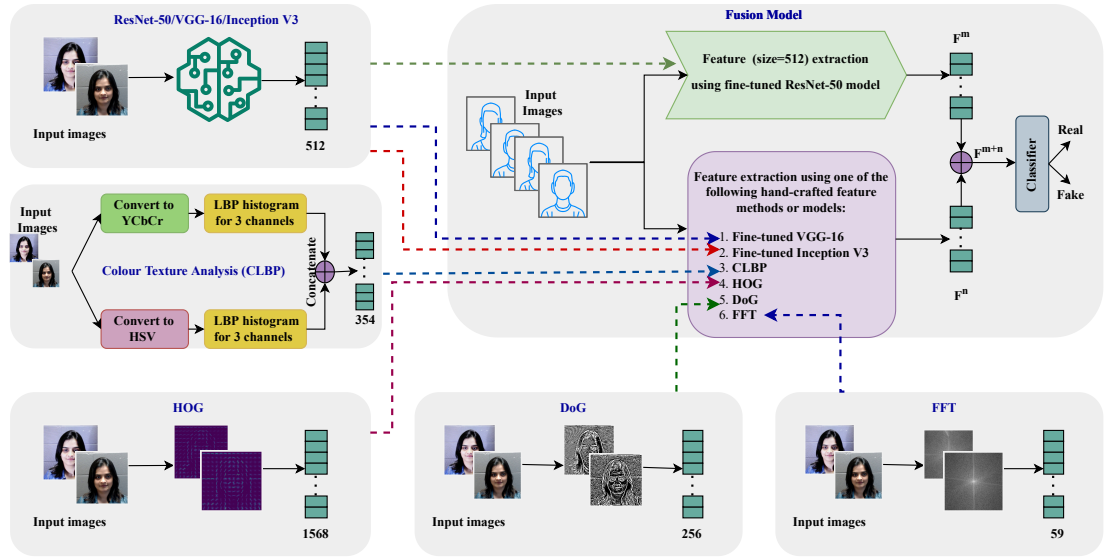 ResNet-50/VGG-16/Inception V3
Input images
512
Input
Images
Convert to
YCbCr
LBP histogram
for 3 channels
Colour Texture Analysis (CLBP)
Convert to
HSV
LBP histogram
for 3 channels
Concatenate
354
Fusion Model
Input
Images
Feature (size=512) extraction
using fine-tuned ResNet-50 model
Feature extraction using one of the
following hand-crafted feature
methods or models:
1. Fine-tuned VGG-16
2. Fine-tuned Inception V3
3. CLBP
4. HOG
5. DoG
6. FFT
F^m
F^{m+n}
F^n
Classifier
Real
Fake
HOG
Input images
1568
DoG
Input images
256
FFT
Input images
59